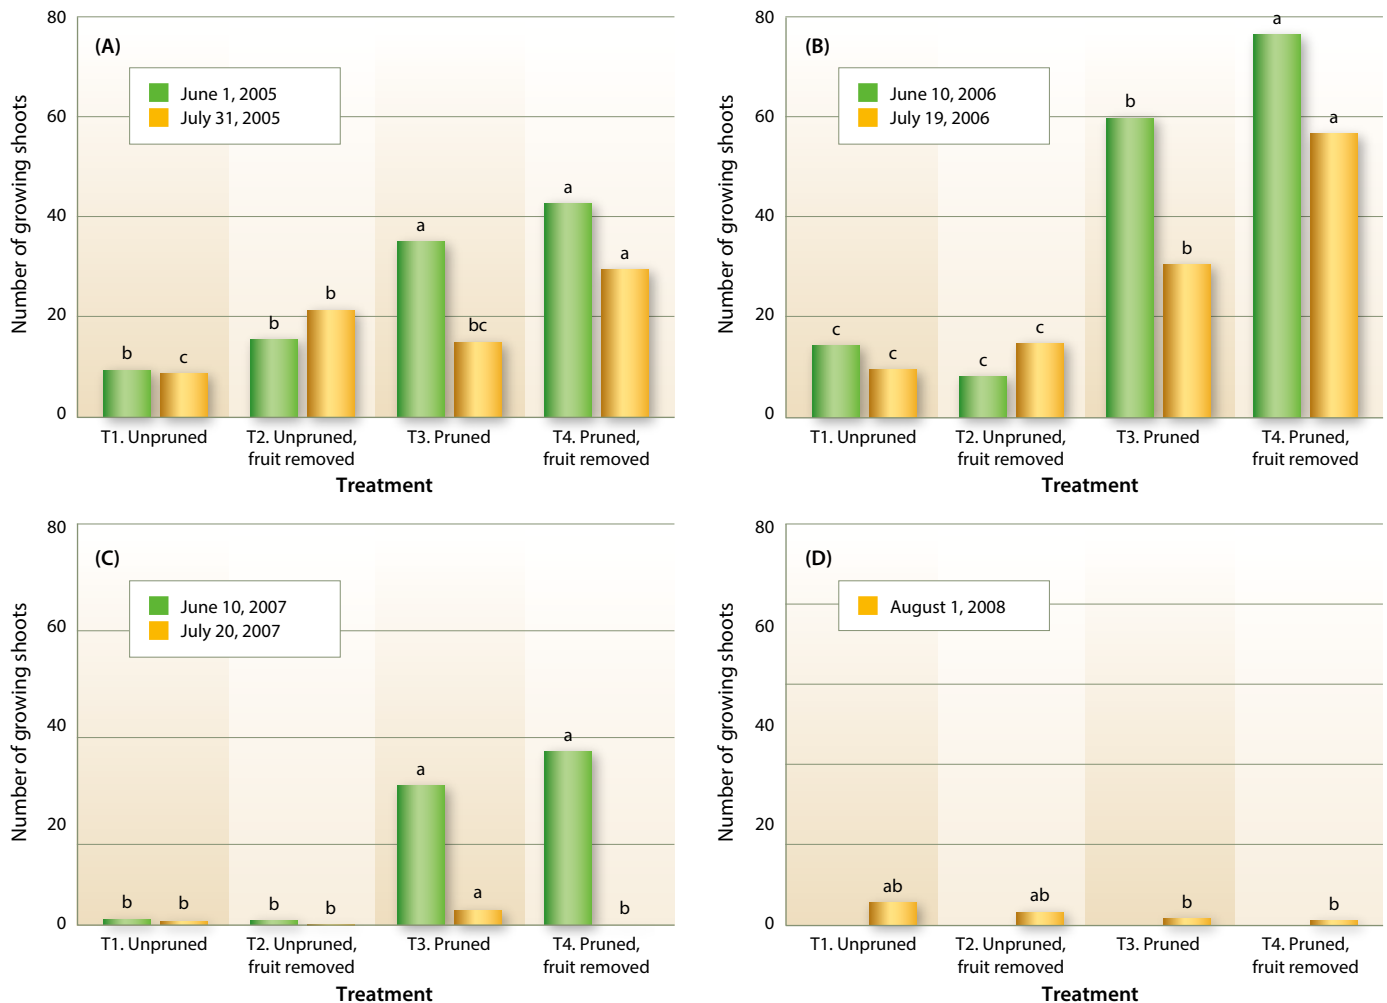 (A)
Number of growing shoots
80
60
40
20
0
June 1, 2005
July 31, 2005
b
c
b
b
a
bc
a
a
T1. Unpruned
T2. Unpruned,
fruit removed
T3. Pruned
T4. Pruned,
fruit removed
Treatment
(B)
Number of growing shoots
80
60
40
20
0
June 10, 2006
July 19, 2006
c
c
c
c
b
b
a
a
T1. Unpruned
T2. Unpruned,
fruit removed
T3. Pruned
T4. Pruned,
fruit removed
Treatment
(C)
Number of growing shoots
80
60
40
20
0
June 10, 2007
July 20, 2007
b
b
b
b
a
a
a
b
T1. Unpruned
T2. Unpruned,
fruit removed
T3. Pruned
T4. Pruned,
fruit removed
Treatment
(D)
Number of growing shoots
80
60
40
20
0
August 1, 2008
ab
ab
b
b
T1. Unpruned
T2. Unpruned,
fruit removed
T3. Pruned
T4. Pruned,
fruit removed
Treatment